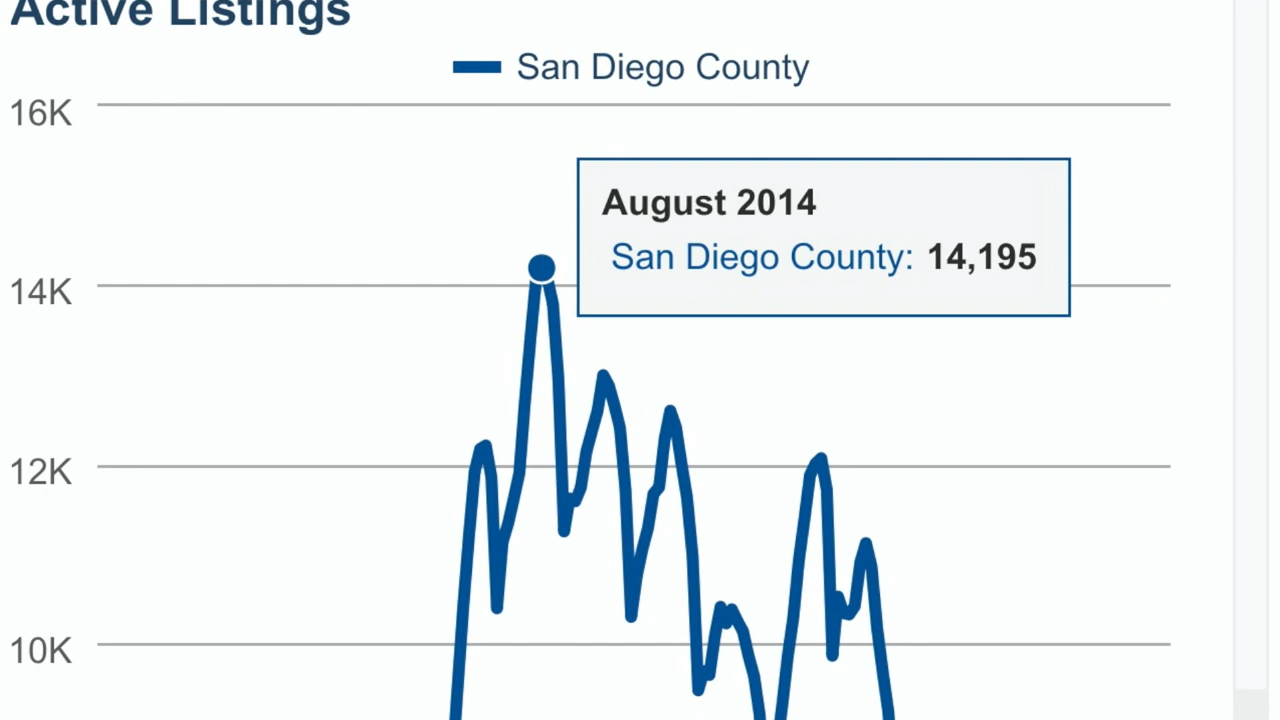 Active Listings
San Diego County
16K
August 2014
San Diego County: 14,195
14K
12K
10K